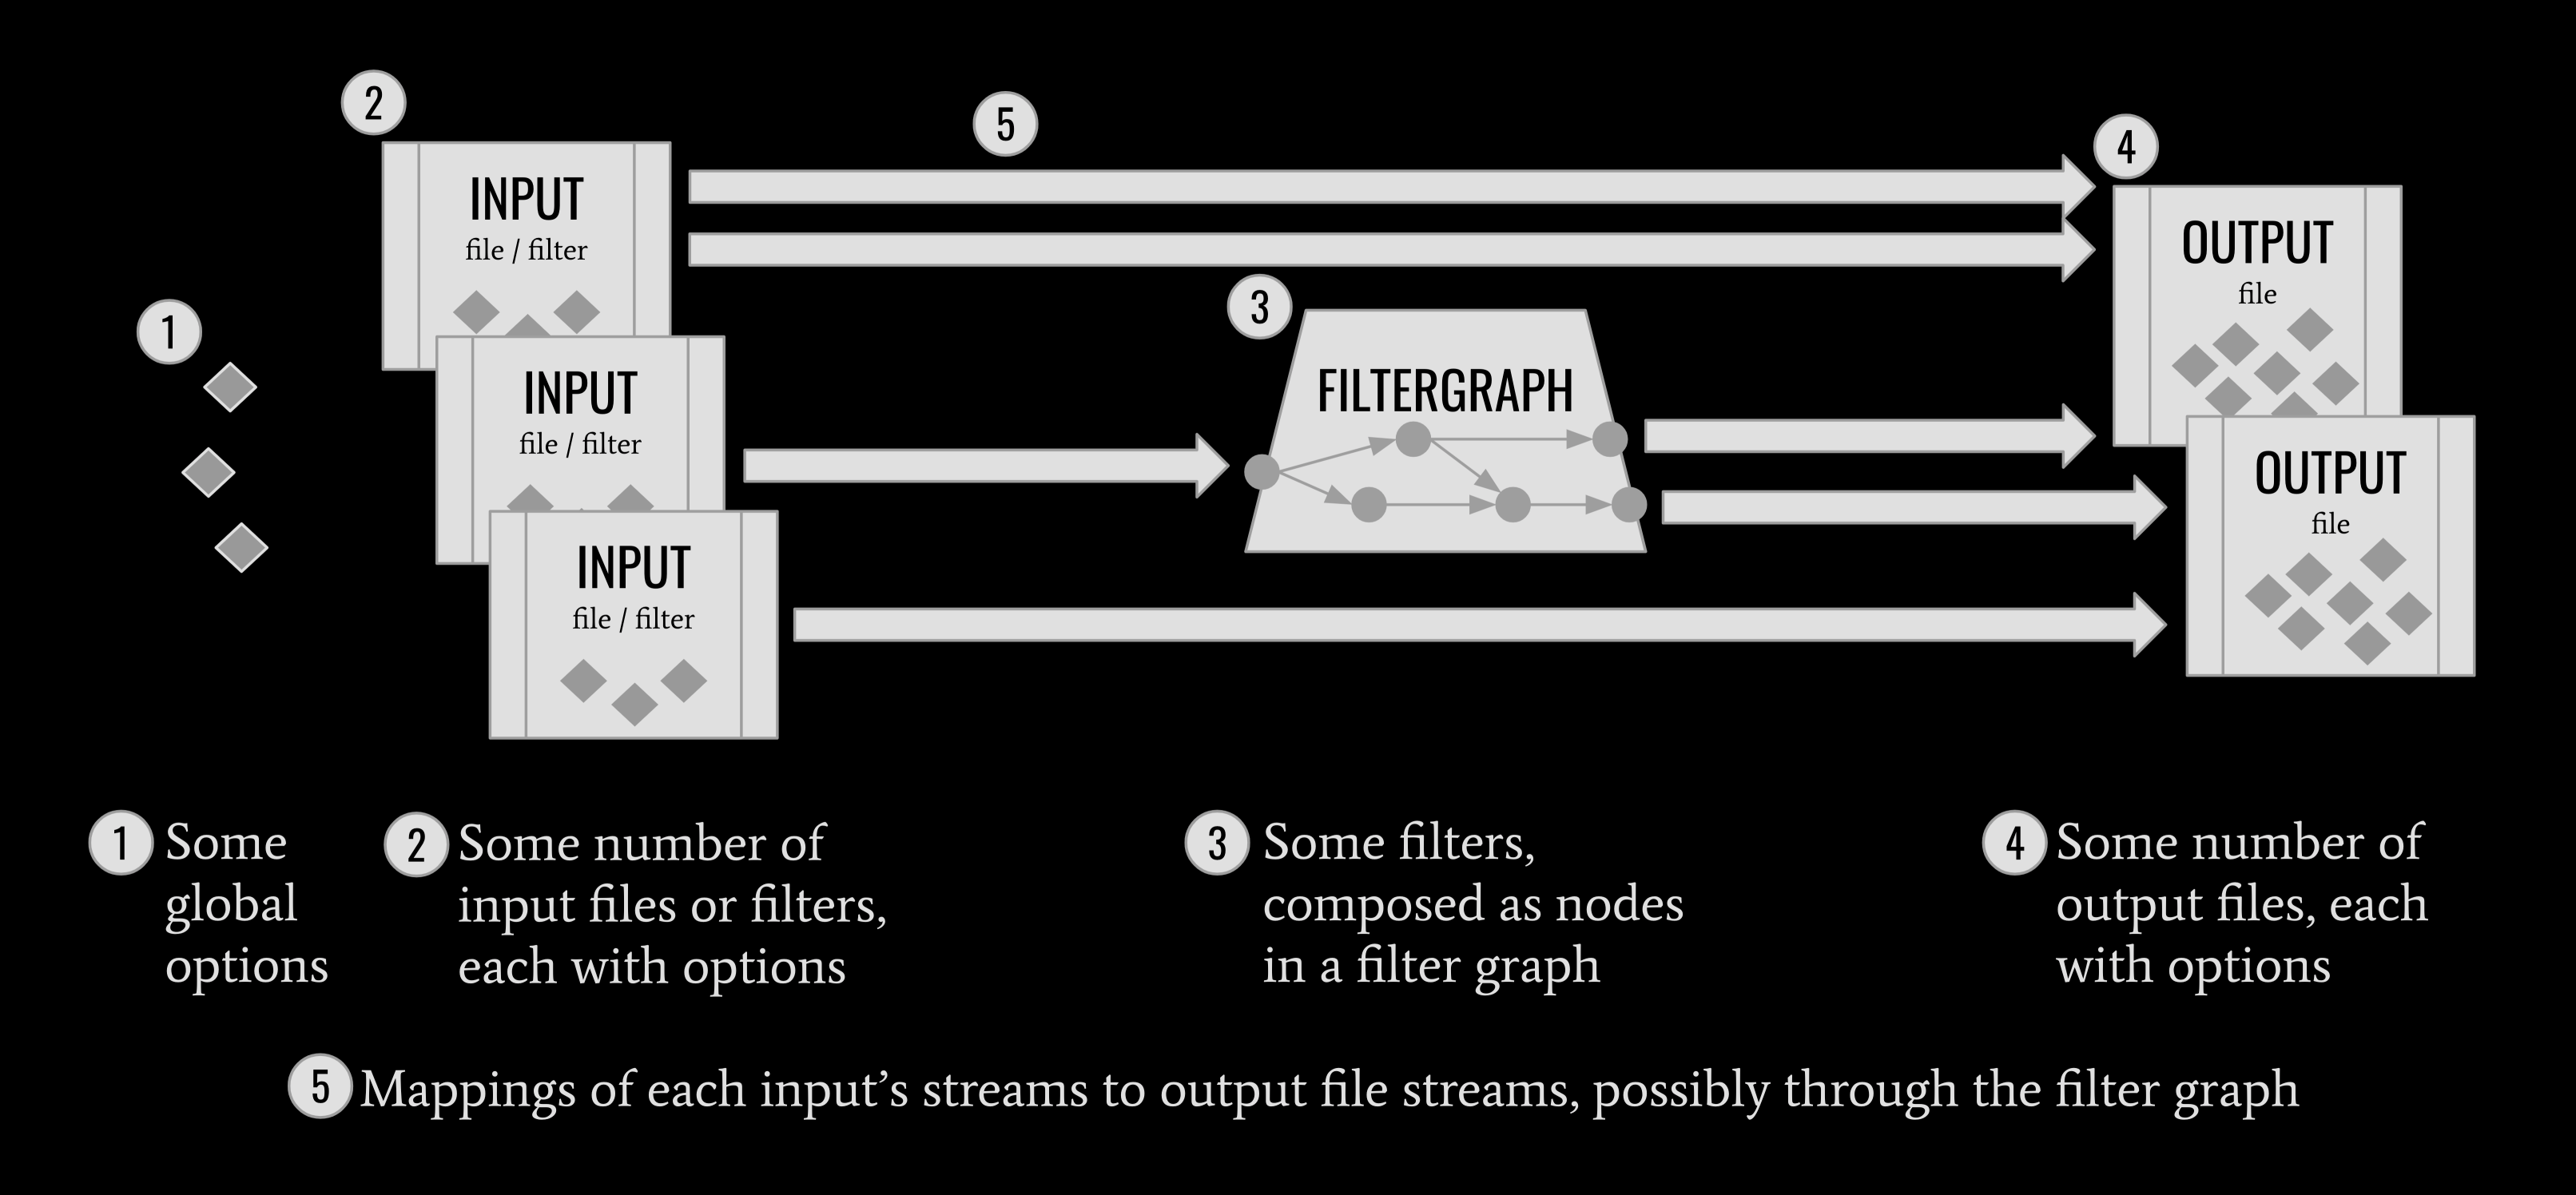 2
5
4
INPUT
file / filter
OUTPUT
file
1
3
INPUT
file / filter
FILTERGRAPH
OUTPUT
file
INPUT
file / filter
1 Some
global
options
2 Some number of
input files or filters,
each with options
3 Some filters,
composed as nodes
in a filter graph
4 Some number of
output files, each
with options
5 Mappings of each input’s streams to output file streams, possibly through the filter graph